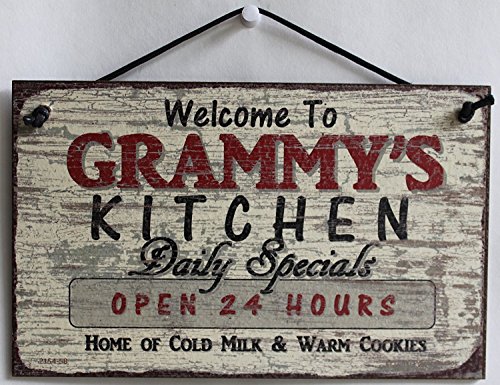 Welcome To
GRAMMY'S
KITCHEN
Daily Specials
OPEN 24 HOURS
HOME OF COLD MILK & WARM COOKIES